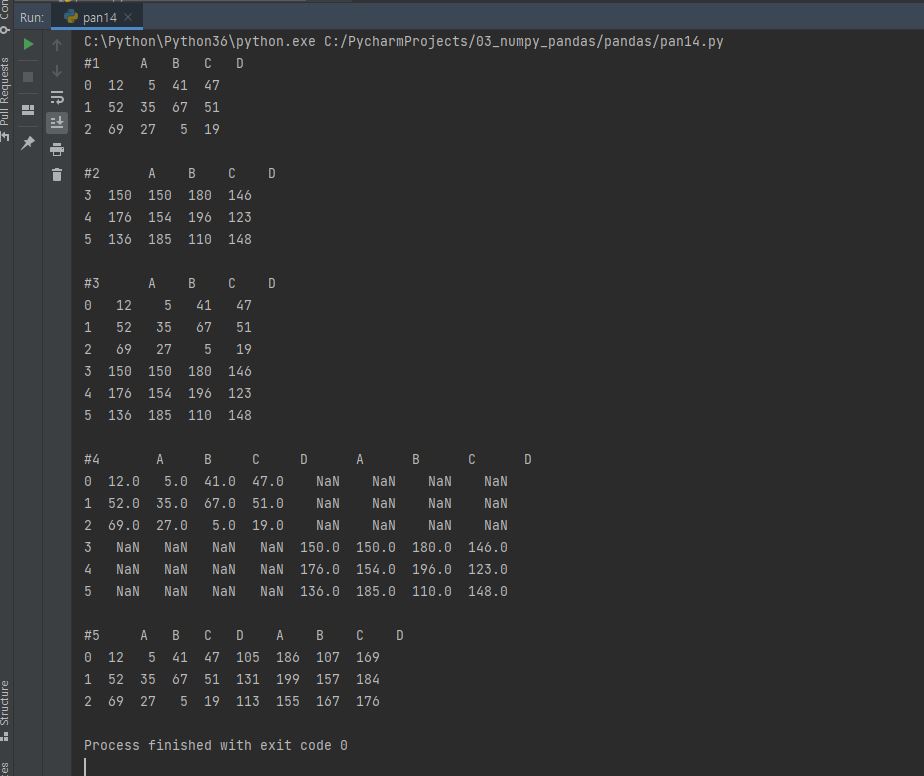 Run: pan14
C:\Python\Python36\python.exe C:/PycharmProjects/03_numpy_pandas/pandas/pan14.py
#1     A   B   C   D
0  12   5  41  47
1  52  35  67  51
2  69  27   5  19
#2      A    B    C    D
3  150  150  180  146
4  176  154  196  123
5  136  185  110  148
#3      A    B    C    D
0   12    5   41   47
1   52   35   67   51
2   69   27    5   19
3  150  150  180  146
4  176  154  196  123
5  136  185  110  148
#4       A     B     C     D      A      B      C      D
0  12.0   5.0  41.0  47.0    NaN    NaN    NaN    NaN
1  52.0  35.0  67.0  51.0    NaN    NaN    NaN    NaN
2  69.0  27.0   5.0  19.0    NaN    NaN    NaN    NaN
3   NaN   NaN   NaN   NaN  150.0  150.0  180.0  146.0
4   NaN   NaN   NaN   NaN  176.0  154.0  196.0  123.0
5   NaN   NaN   NaN   NaN  136.0  185.0  110.0  148.0
#5     A   B   C   D    A    B    C    D
0  12   5  41  47  105  186  107  169
1  52  35  67  51  131  199  157  184
2  69  27   5  19  113  155  167  176
Process finished with exit code 0
Pull Requests
Structure